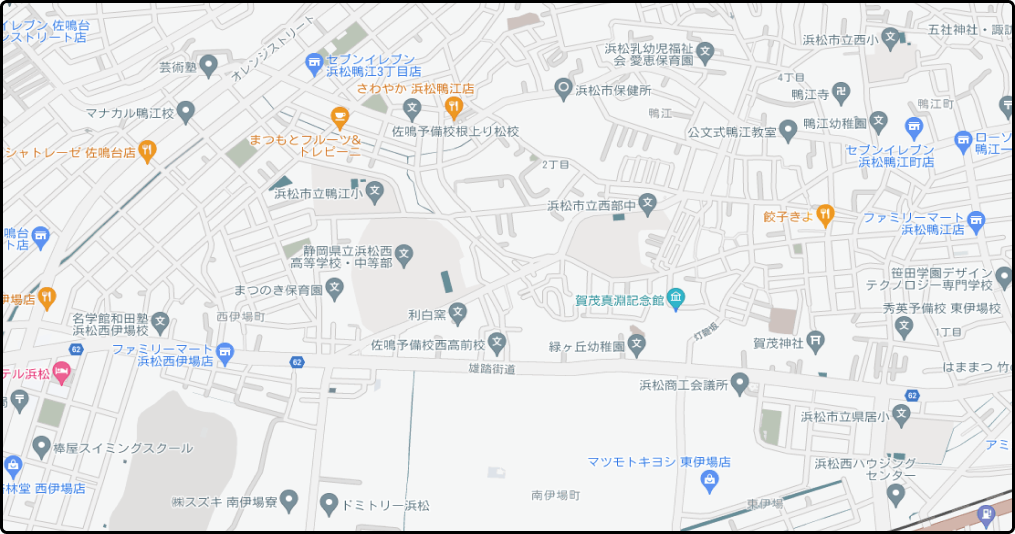 イレブン 佐鳴台
ンストリート店
オレンジストリート
芸術塾
セブンイレブン
浜松鴨江3丁目店
浜松乳幼児福祉
会 愛恵保育園
浜松市立西小
五社神社・諏訪
さわやか 浜松鴨江店
浜松市保健所
4丁目
鴨江寺
鴨江町
マナカル鴨江校
佐鳴予備校根上り松校
鴨江
公文式鴨江教室
鴨江幼稚園
まつもとフルーツ&
トレビーニ
シャトレーゼ 佐鳴台店
2丁目
セブンイレブン
浜松鴨江町店
ローソ
鴨江一
浜松市立鴨江小
浜松市立西部中
餃子きよ
ファミリーマート
浜松鴨江店
鳴台
ト店
静岡県立浜松西
高等学校・中等部
笹田学園デザイン
テクノロジー専門学校
まつのき保育園
賀茂真淵記念館
伊場店
利白窯
秀英予備校 東伊場校
西伊場町
名学館和田塾
浜松西伊場校
灯籠坂
1丁目
ファミリーマート
浜松西伊場店
佐鳴予備校西高前校
緑ヶ丘幼稚園
賀茂神社
62
62
雄踏街道
はままつ 竹
テル浜松
浜松商工会議所
62
浜松市立県居小
棒屋スイミングスクール
マツモトキヨシ 東伊場店
浜松西ハウジング
センター
アミ
杏林堂 西伊場店
㈱スズキ 南伊場寮
ドミトリー浜松
南伊場町
東伊場